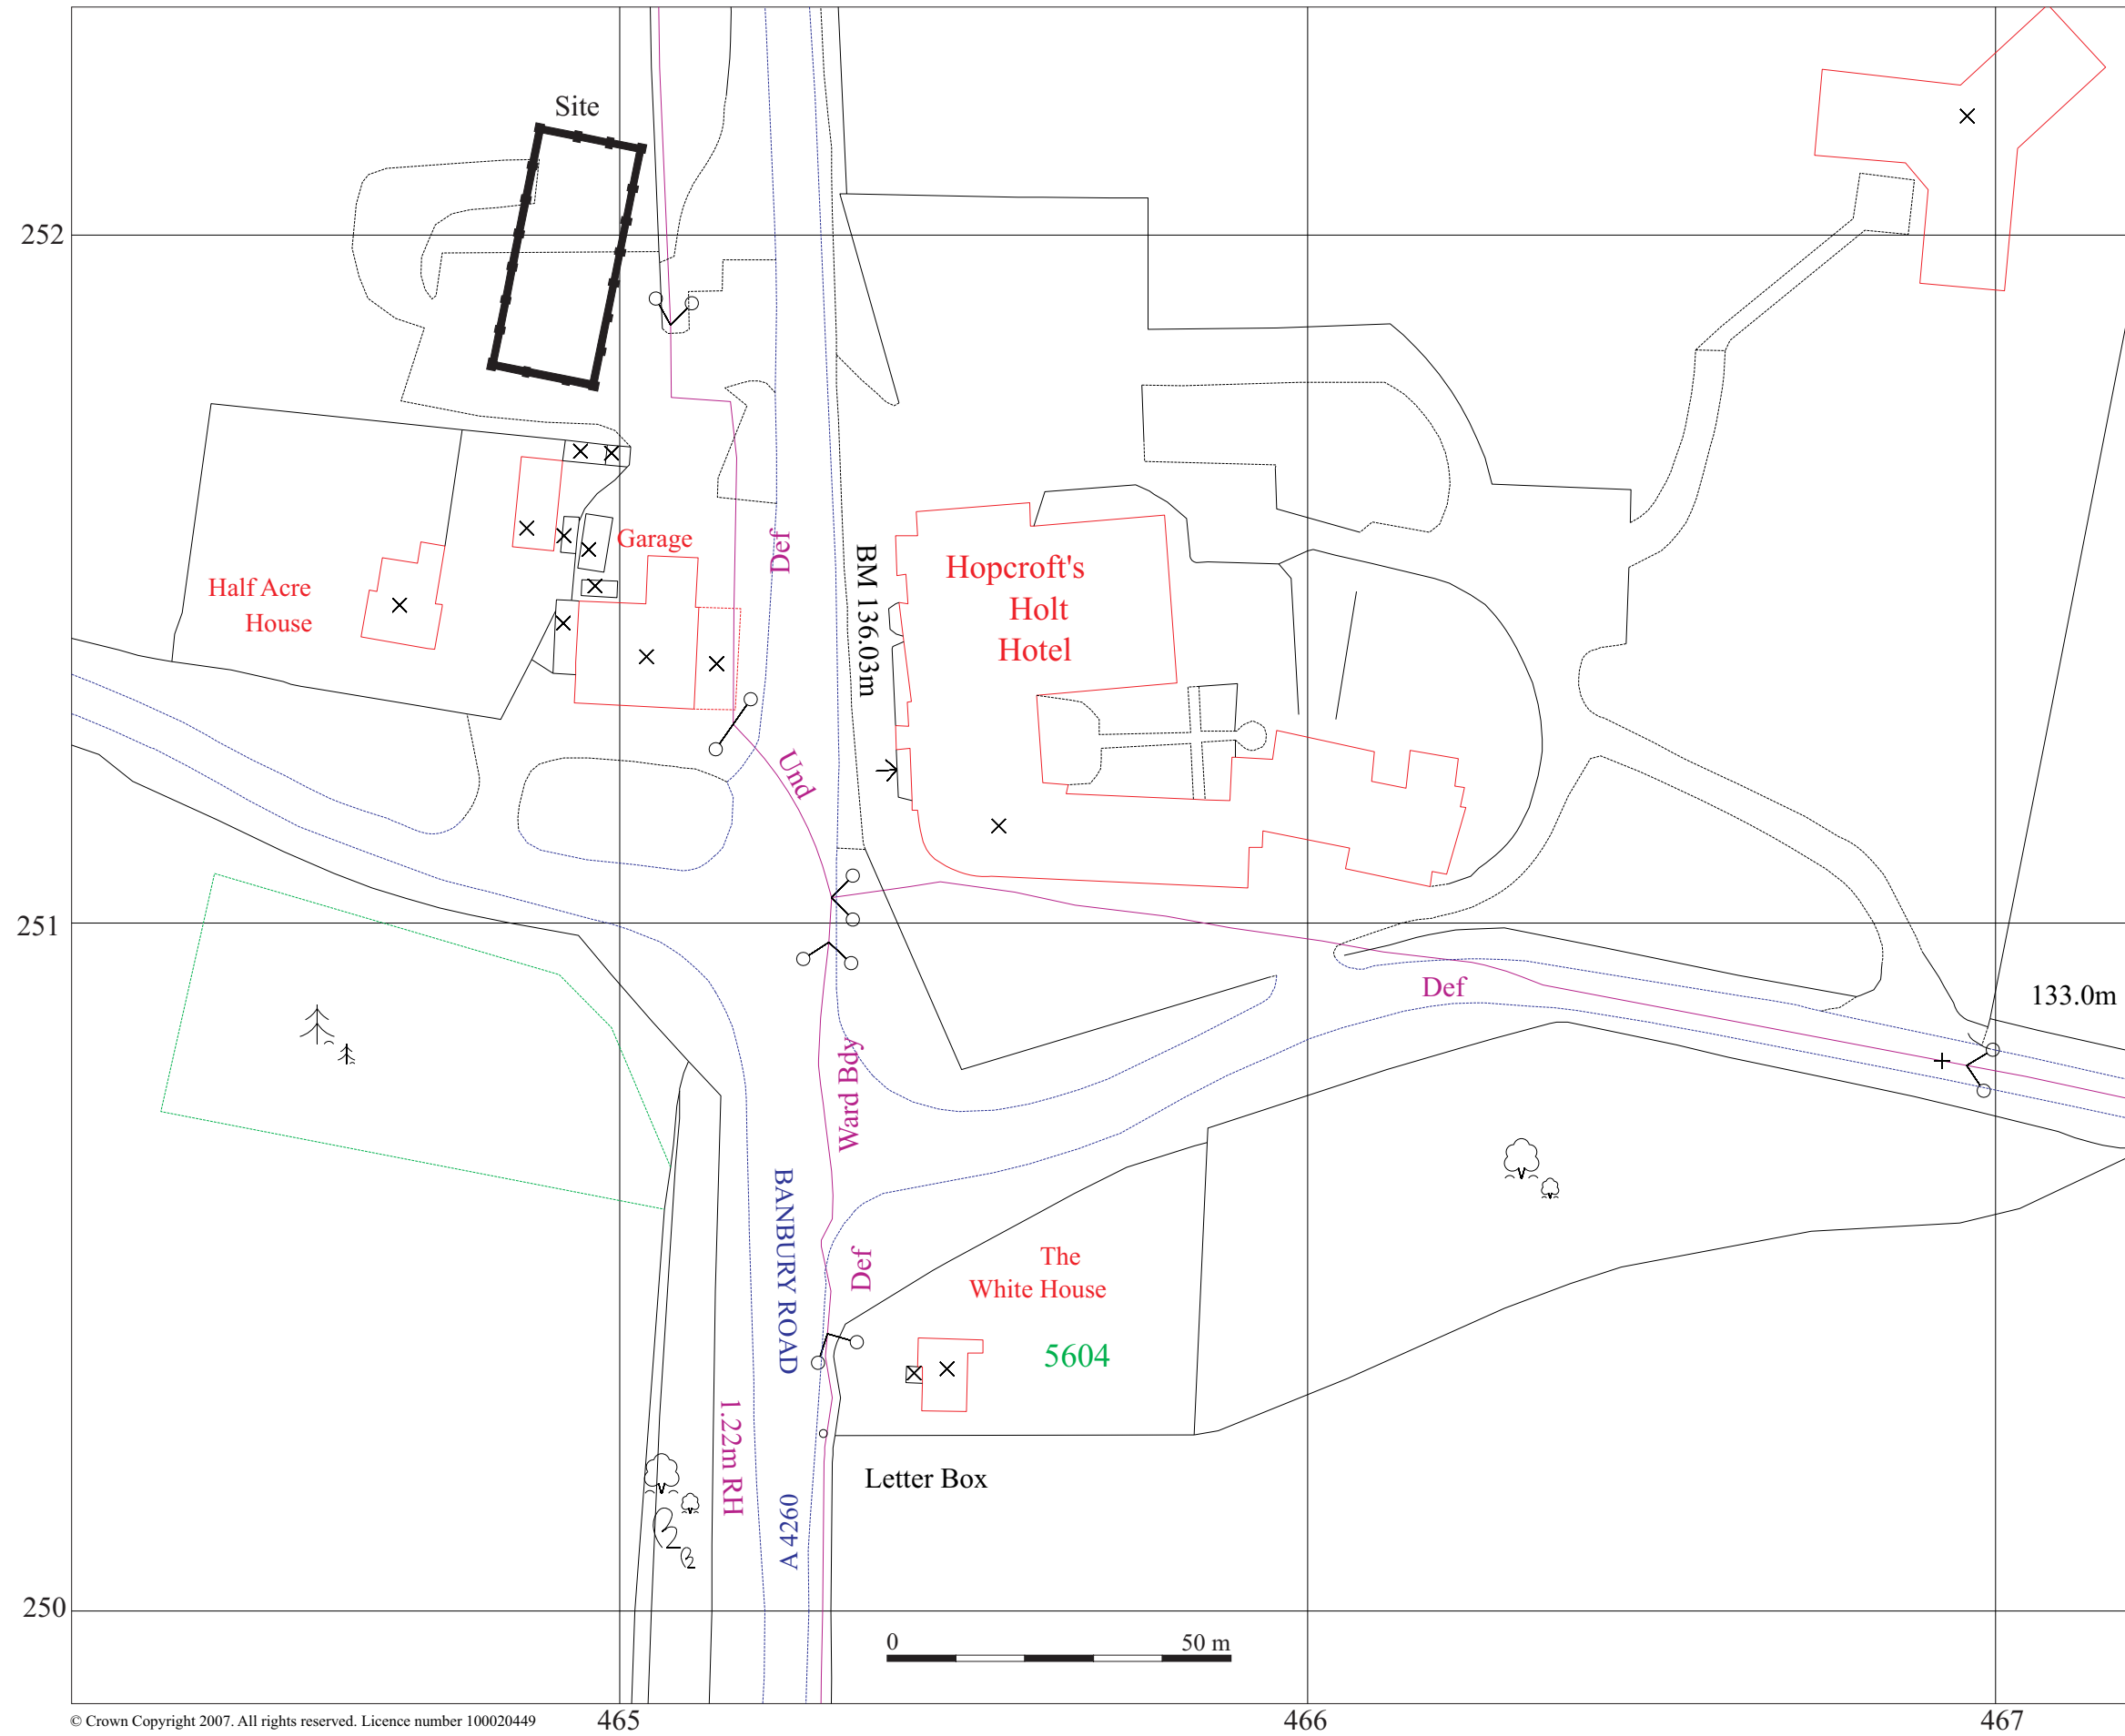 Site
252
Garage
Half Acre
House
Def
BM 136.03m
Hopcroft's
Holt
Hotel
Und
251
Def
133.0m
Ward Bdy
BANBURY ROAD
Def
The
White House
5604
1.22m RH
A 4260
Letter Box
250
0 50 m
© Crown Copyright 2007. All rights reserved. Licence number 100020449
465
466
467